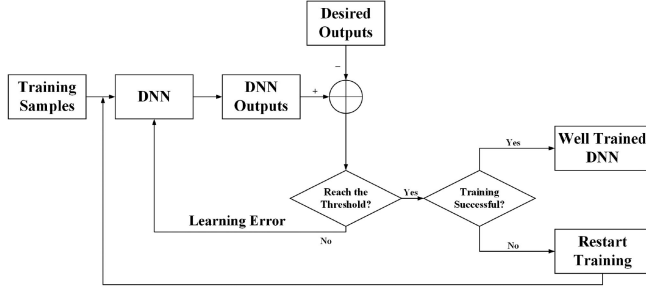 Desired
Outputs
−
Training
Samples
DNN
DNN
Outputs
+
Reach the
Threshold?
Yes
Training
Successful?
Yes
Well Trained
DNN
Learning Error
No
No
Restart
Training